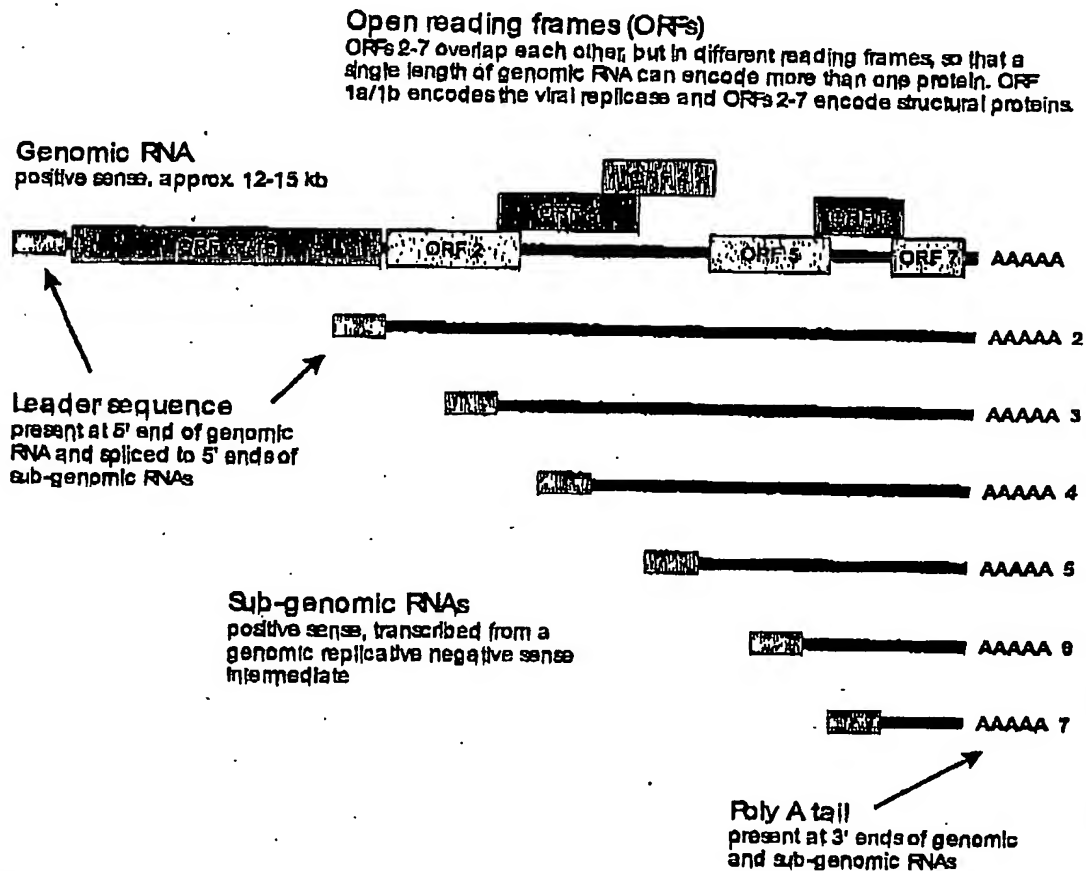 Open reading frames (ORFs)
ORFs 2-7 overlap each other, but in different reading frames, so that a
single length of genomic RNA can encode more than one protein. ORF
1a/1b encodes the viral replicase and ORFs 2-7 encode structural proteins.
Genomic RNA
positive sense, approx. 12-15 kb
ORF
ORF 2
ORF
ORF 5
ORF
ORF 7
AAAAA
AAAAA 2
Leader sequence
present at 5' end of genomic
RNA and spliced to 5' ends of
sub-genomic RNAs
AAAAA 3
AAAAA 4
AAAAA 5
Sub-genomic RNAs
positive sense, transcribed from a
genomic replicative negative sense
intermediate
AAAAA 6
AAAAA 7
Poly A tail
present at 3' ends of genomic
and sub-genomic RNAs